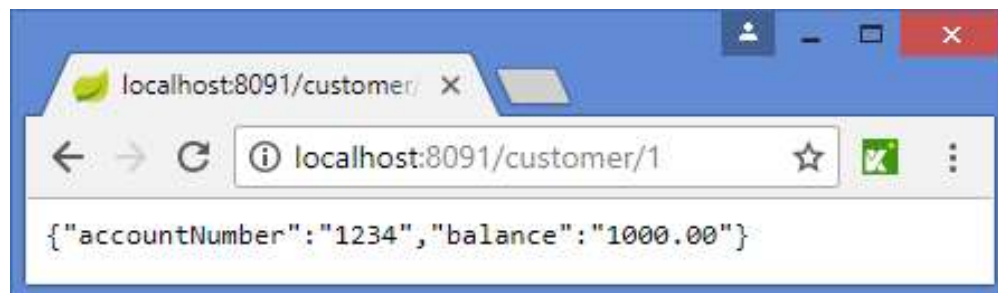 localhost:8091/customer/
localhost:8091/customer/1
{"accountNumber":"1234","balance":"1000.00"}